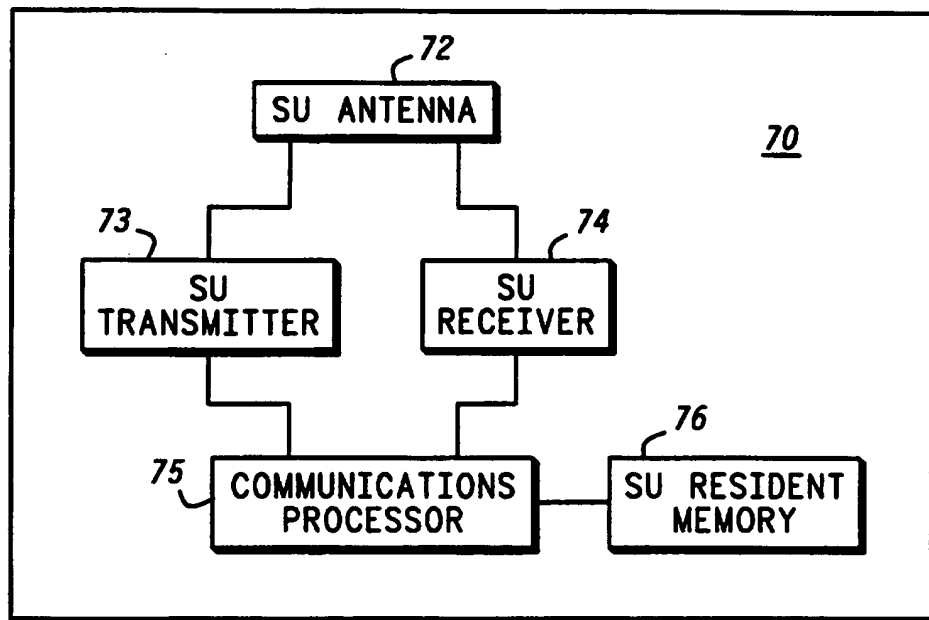 72
SU ANTENNA
70
73
74
SU
TRANSMITTER
SU
RECEIVER
75
COMMUNICATIONS
PROCESSOR
76
SU RESIDENT
MEMORY